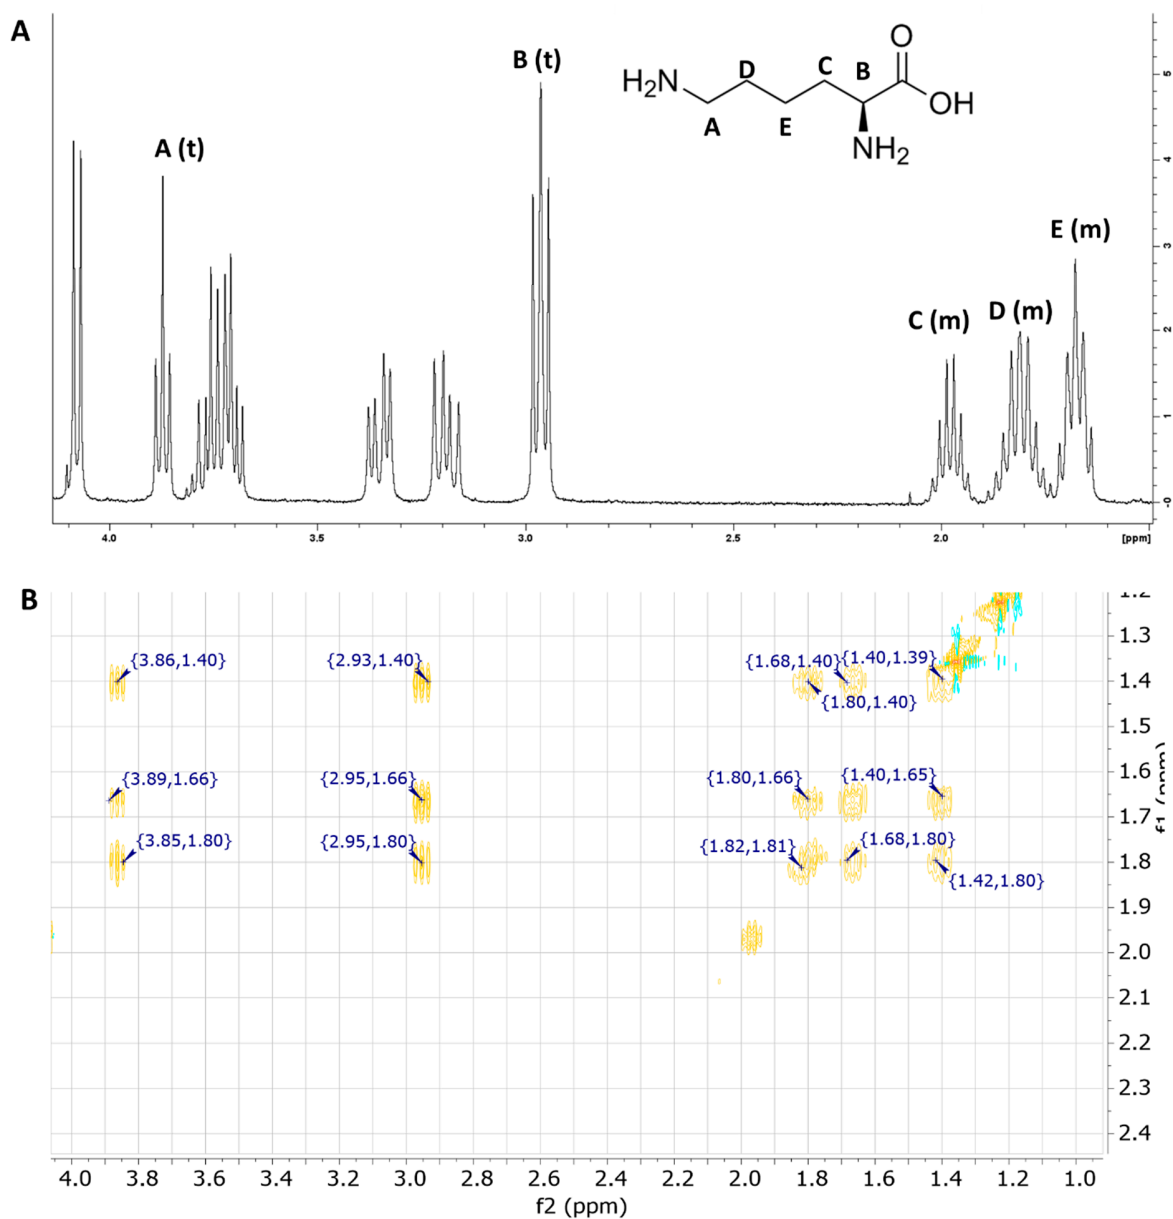 A
B (t)
A (t)
C (m)
D (m)
E (m)
H₂N
D
C
B
O
OH
A
E
NH₂
5
4
3
2
1
-0
4.0 3.5 3.0 2.5 2.0 [ppm]
B
{3.86,1.40} {2.93,1.40} {1.68,1.40} {1.40,1.39}
{1.80,1.40}
{3.89,1.66} {2.95,1.66} {1.80,1.66} {1.40,1.65}
{3.85,1.80} {2.95,1.80} {1.82,1.81} {1.68,1.80}
{1.42,1.80}
1.2
1.3
1.4
1.5
1.6
1.7
1.8
1.9
2.0
2.1
2.2
2.3
2.4
f1 (ppm)
4.0 3.8 3.6 3.4 3.2 3.0 2.8 2.6 2.4 2.2 2.0 1.8 1.6 1.4 1.2 1.0
f2 (ppm)